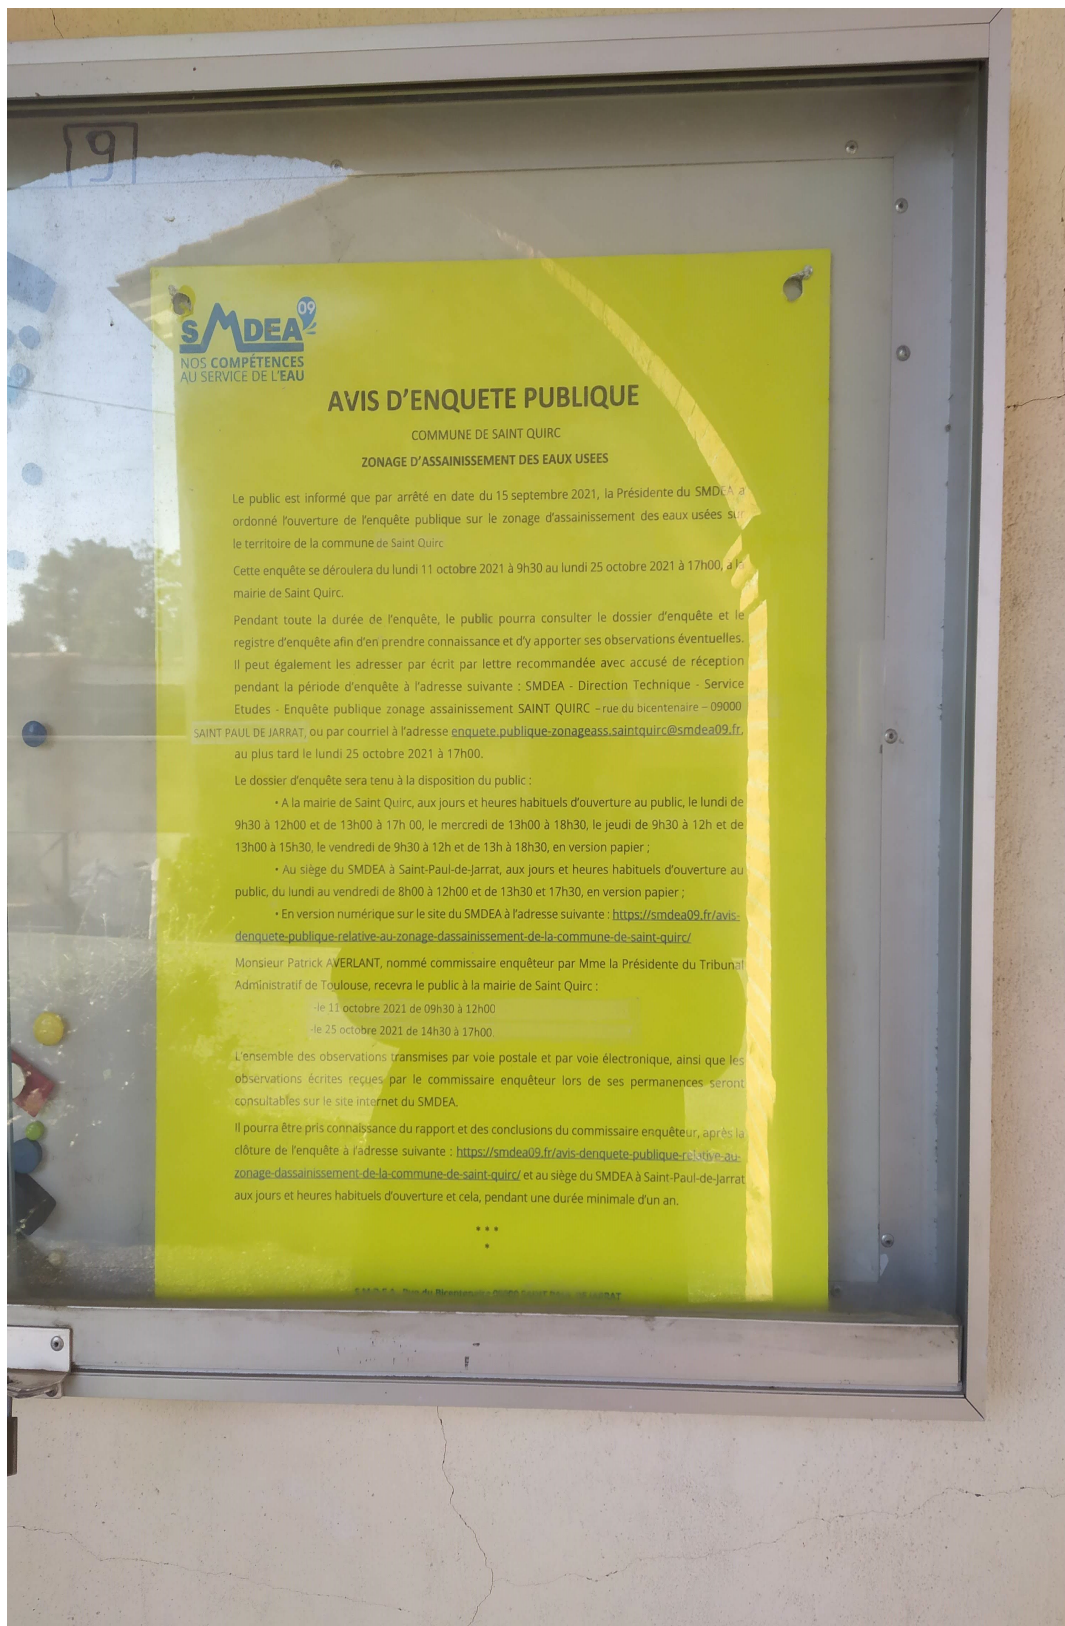 9
SMDEA 09
NOS COMPÉTENCES
AU SERVICE DE L'EAU
AVIS D'ENQUETE PUBLIQUE
COMMUNE DE SAINT QUIRC
ZONAGE D'ASSAINISSEMENT DES EAUX USEES
Le public est informé que par arrêté en date du 15 septembre 2021, la Présidente du SMDEA a
ordonné l'ouverture de l'enquête publique sur le zonage d'assainissement des eaux usées sur
le territoire de la commune de Saint Quirc
Cette enquête se déroulera du lundi 11 octobre 2021 à 9h30 au lundi 25 octobre 2021 à 17h00, à la
mairie de Saint Quirc.
Pendant toute la durée de l'enquête, le public pourra consulter le dossier d'enquête et le
registre d'enquête afin d'en prendre connaissance et d'y apporter ses observations éventuelles.
Il peut également les adresser par écrit par lettre recommandée avec accusé de réception
pendant la période d'enquête à l'adresse suivante : SMDEA - Direction Technique - Service
Etudes - Enquête publique zonage assainissement SAINT QUIRC – rue du bicentenaire – 09000
SAINT PAUL DE JARRAT, ou par courriel à l'adresse enquete.publique-zonageass.saintquirc@smdea09.fr,
au plus tard le lundi 25 octobre 2021 à 17h00.
Le dossier d'enquête sera tenu à la disposition du public :
• A la mairie de Saint Quirc, aux jours et heures habituels d'ouverture au public, le lundi de
9h30 à 12h00 et de 13h00 à 17h 00, le mercredi de 13h00 à 18h30, le jeudi de 9h30 à 12h et de
13h00 à 15h30, le vendredi de 9h30 à 12h et de 13h à 18h30, en version papier ;
• Au siège du SMDEA à Saint-Paul-de-Jarrat, aux jours et heures habituels d'ouverture au
public, du lundi au vendredi de 8h00 à 12h00 et de 13h30 et 17h30, en version papier ;
• En version numérique sur le site du SMDEA à l'adresse suivante : https://smdea09.fr/avis-
denquete-publique-relative-au-zonage-dassainissement-de-la-commune-de-saint-quirc/
Monsieur Patrick AVERLANT, nommé commissaire enquêteur par Mme la Présidente du Tribunal
Administratif de Toulouse, recevra le public à la mairie de Saint Quirc :
-le 11 octobre 2021 de 09h30 à 12h00
-le 25 octobre 2021 de 14h30 à 17h00.
L'ensemble des observations transmises par voie postale et par voie électronique, ainsi que les
observations écrites reçues par le commissaire enquêteur lors de ses permanences seront
consultables sur le site internet du SMDEA.
Il pourra être pris connaissance du rapport et des conclusions du commissaire enquêteur, après la
clôture de l'enquête à l'adresse suivante : https://smdea09.fr/avis-denquete-publique-relative-au-
zonage-dassainissement-de-la-commune-de-saint-quirc/ et au siège du SMDEA à Saint-Paul-de-Jarrat
aux jours et heures habituels d'ouverture et cela, pendant une durée minimale d'un an.
* * *
*
Rue du Bicentenaire SAINT PAUL DE JARRAT